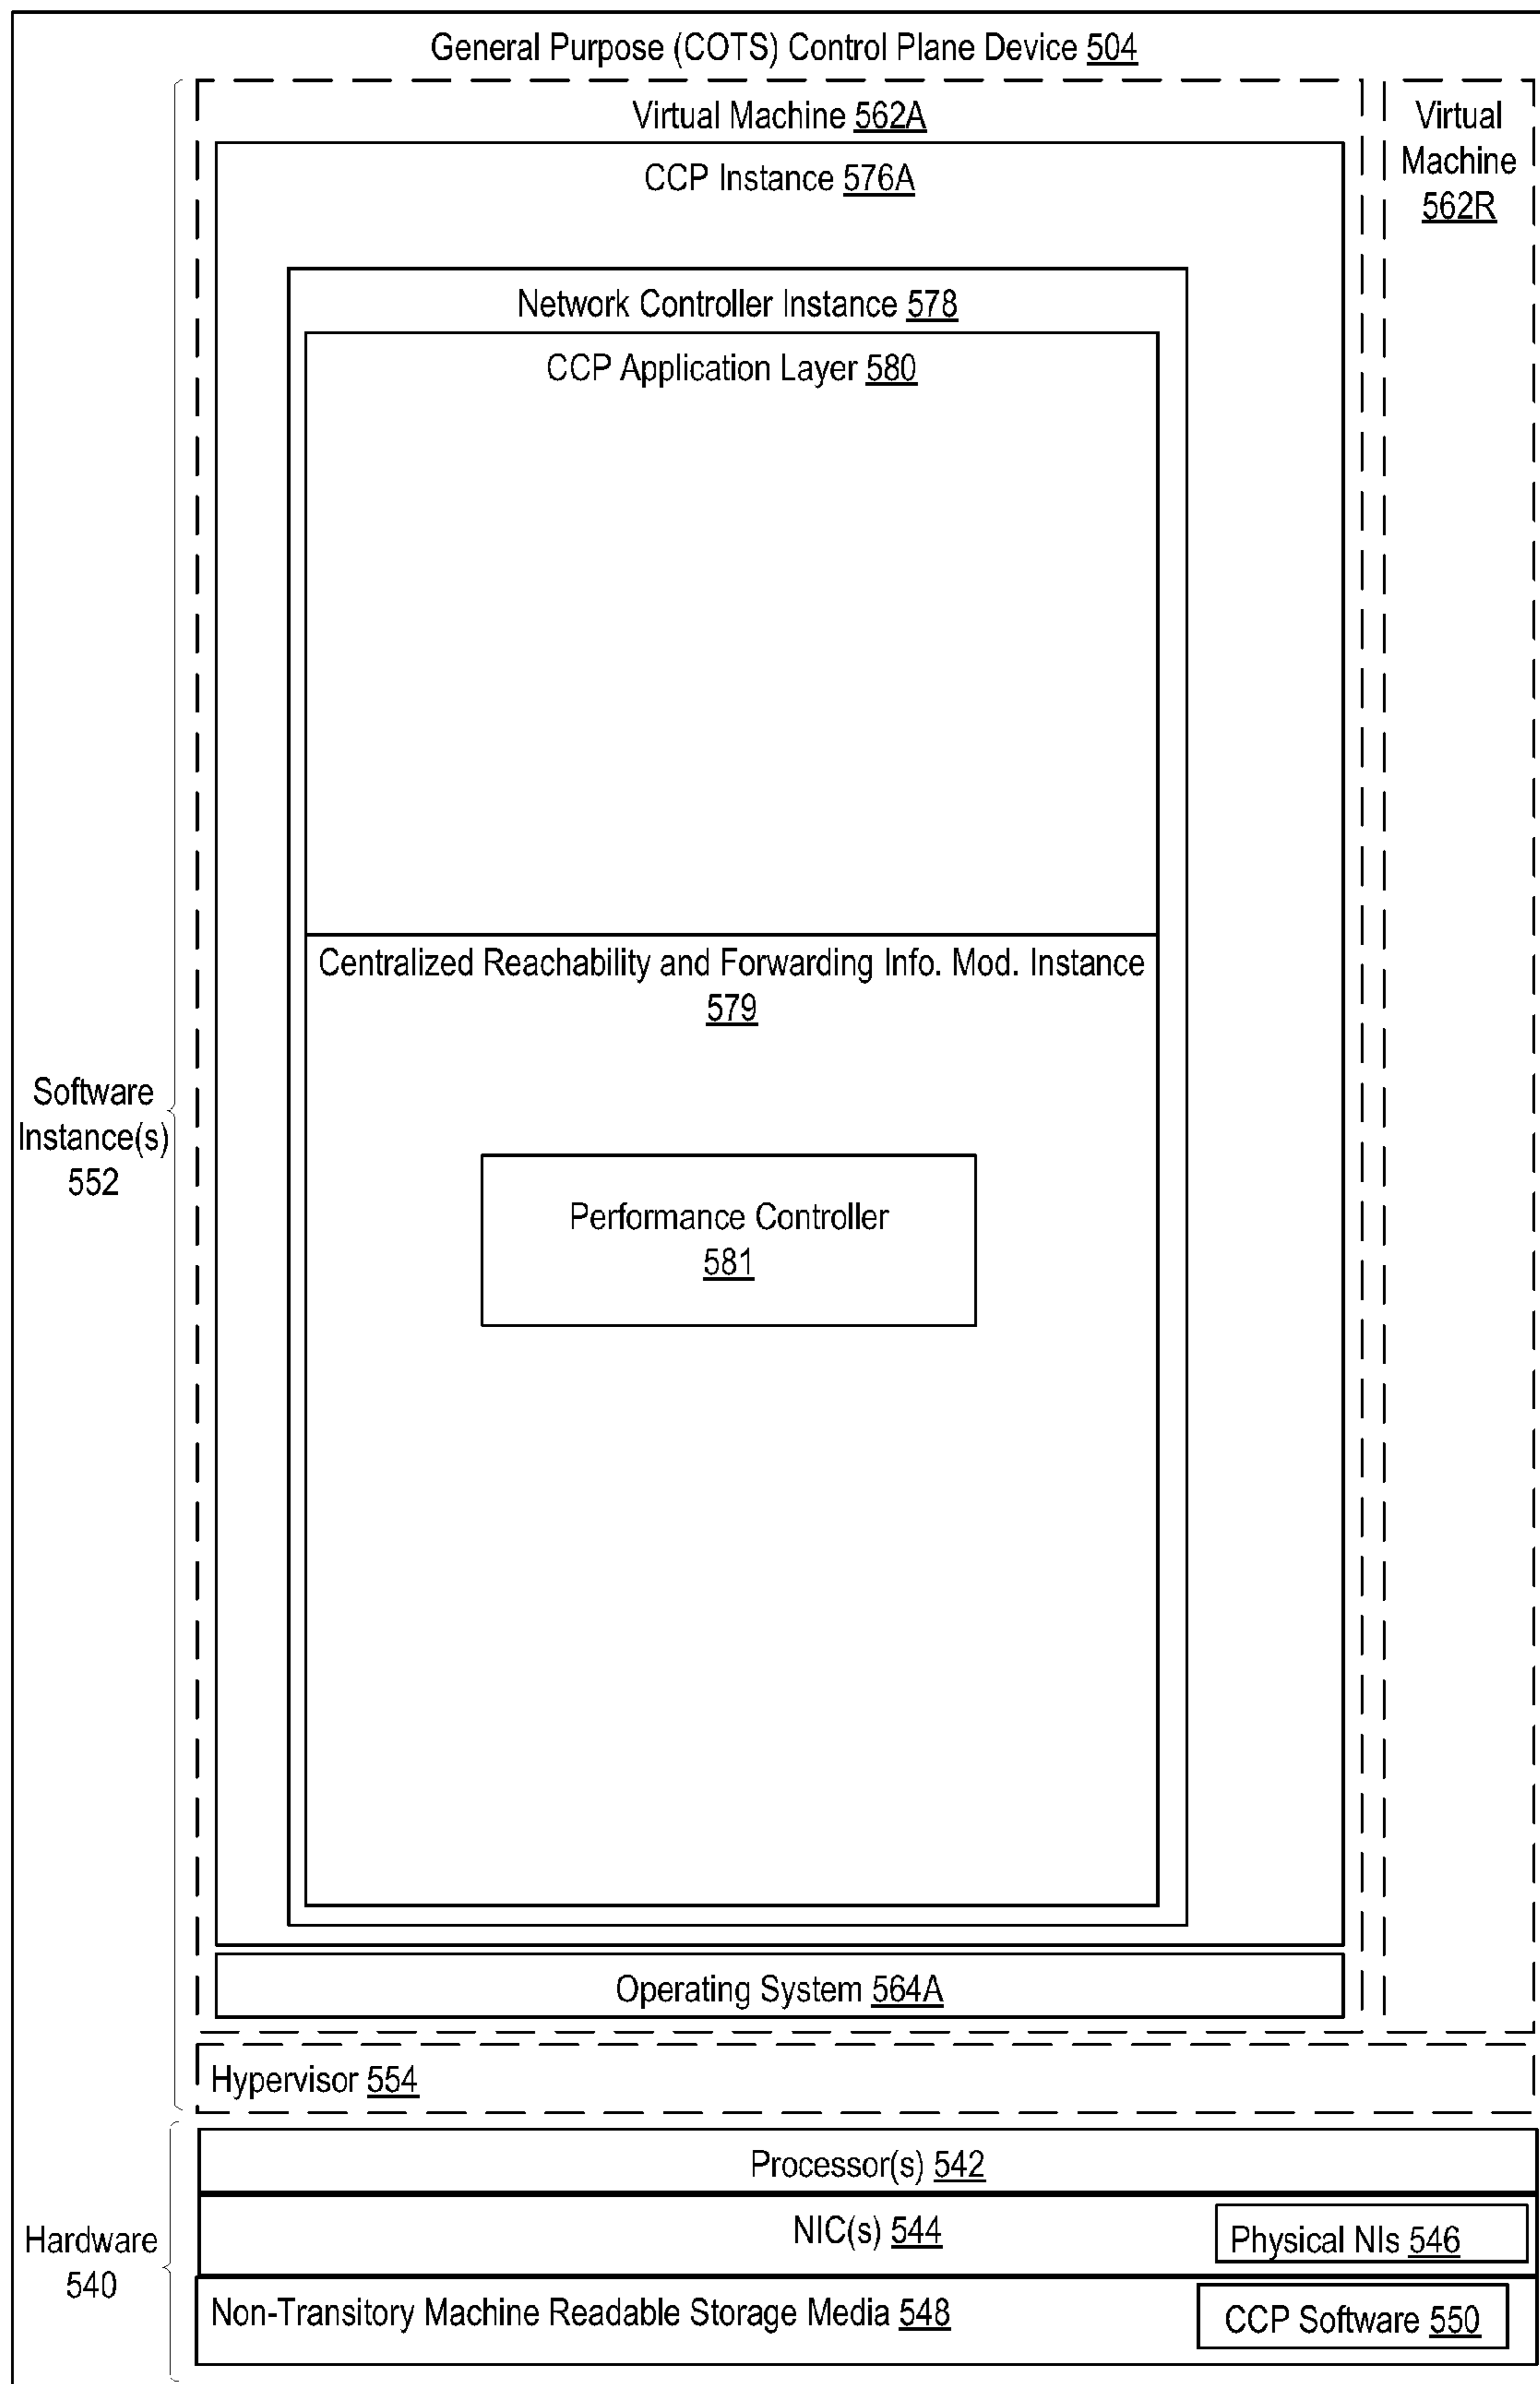 General Purpose (COTS) Control Plane Device 504
Virtual Machine 562A
Virtual
Machine
562R
CCP Instance 576A
Network Controller Instance 578
CCP Application Layer 580
Centralized Reachability and Forwarding Info. Mod. Instance
579
Software
Instance(s)
552
Performance Controller
581
Operating System 564A
Hypervisor 554
Processor(s) 542
Hardware
540
NIC(s) 544
Physical NIs 546
Non-Transitory Machine Readable Storage Media 548
CCP Software 550